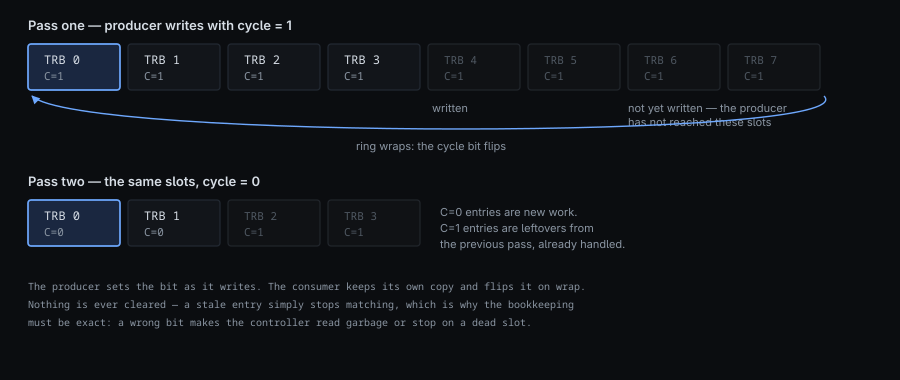 Pass one — producer writes with cycle = 1
TRB 0 TRB 1 TRB 2 TRB 3 TRB 4 TRB 5 TRB 6 TRB 7
C=1 C=1 C=1 C=1 C=1 C=1 C=1 C=1
written
not yet written — the producer
has not reached these slots
ring wraps: the cycle bit flips
Pass two — the same slots, cycle = 0
TRB 0 TRB 1 TRB 2 TRB 3
C=0 C=0 C=1 C=1
C=0 entries are new work.
C=1 entries are leftovers from
the previous pass, already handled.
The producer sets the bit as it writes. The consumer keeps its own copy and flips it on wrap.
Nothing is ever cleared — a stale entry simply stops matching, which is why the bookkeeping
must be exact: a wrong bit makes the controller read garbage or stop on a dead slot.